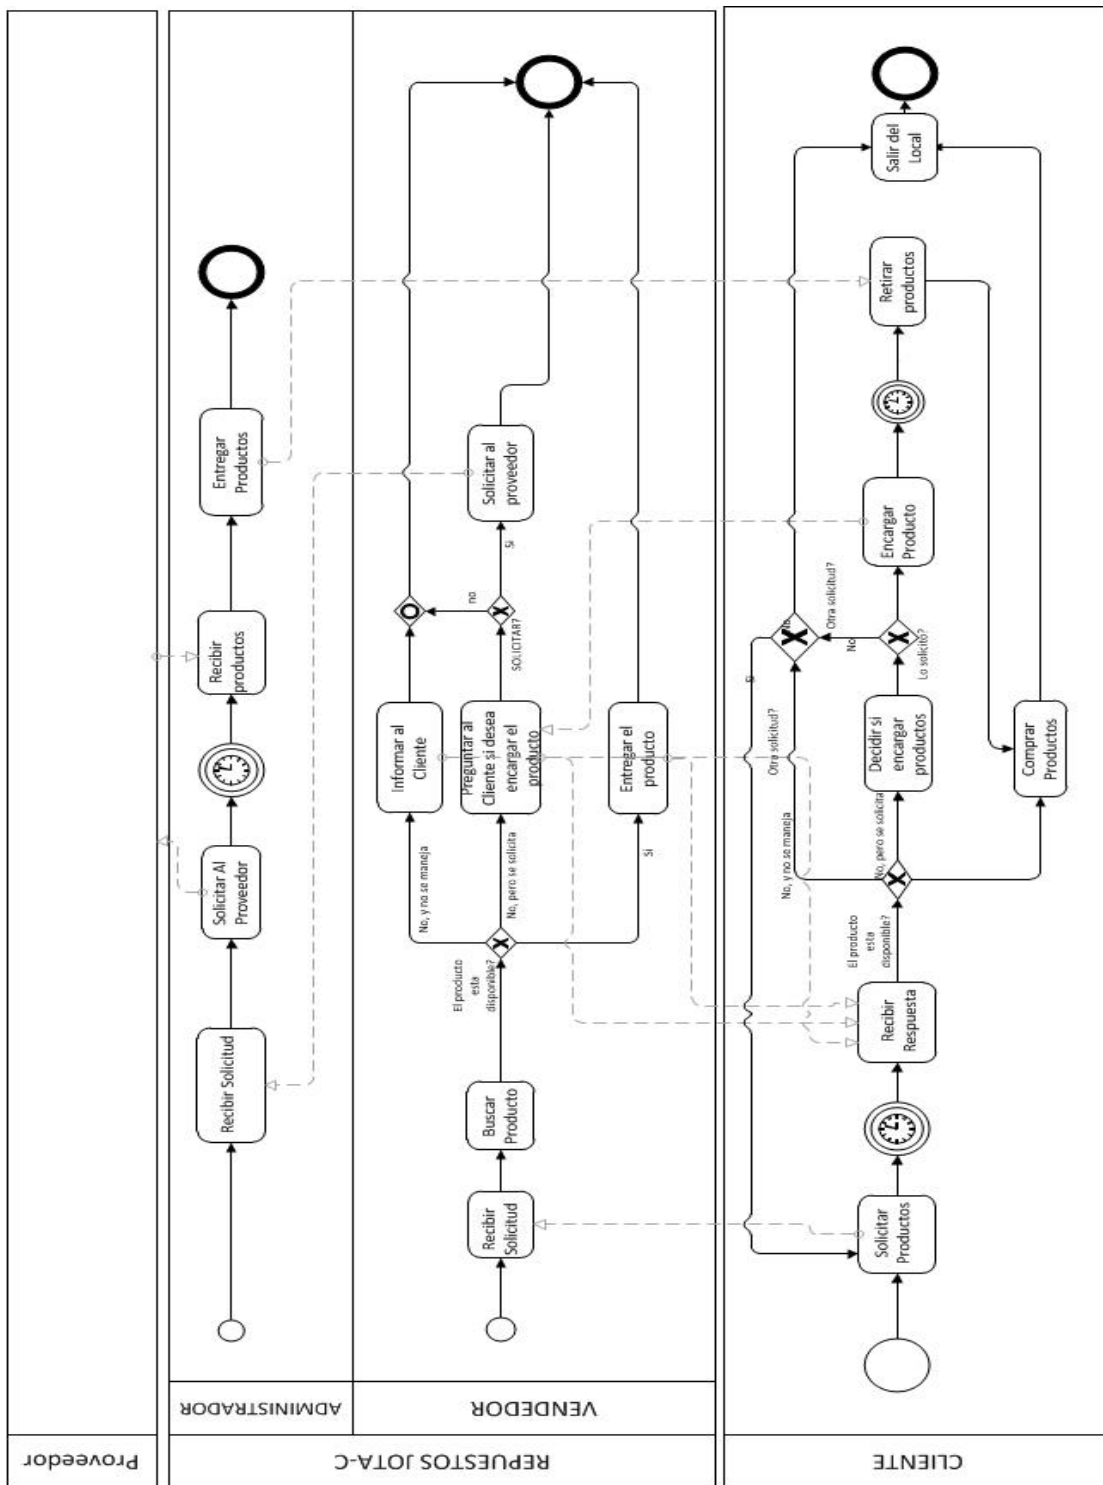 Proveedor
REPUESTOS JOTA-C
ADMINISTRADOR
Recibir Solicitud
Solicitar Al
Proveedor
Recibir
productos
Entregar
Productos
VENDEDOR
Recibir
Solicitud
Buscar
Producto
El producto
esta
disponible?
No, y no se maneja
No, pero se solicita
Si
Informar al
Cliente
Preguntar al
Cliente si desea
encargar el
producto
Entregar el
producto
SOLICITAR?
no
Si
Solicitar al
proveedor
CLIENTE
Solicitar
Productos
Recibir
Respuesta
El producto
esta
disponible?
No, y no se maneja
No, pero se solicita
Otra solicitud?
Si
Decidir si
encargar
productos
Comprar
Productos
Lo solicito?
No
Otra solicitud?
No
Encargar
Producto
Retirar
productos
Salir del
Local